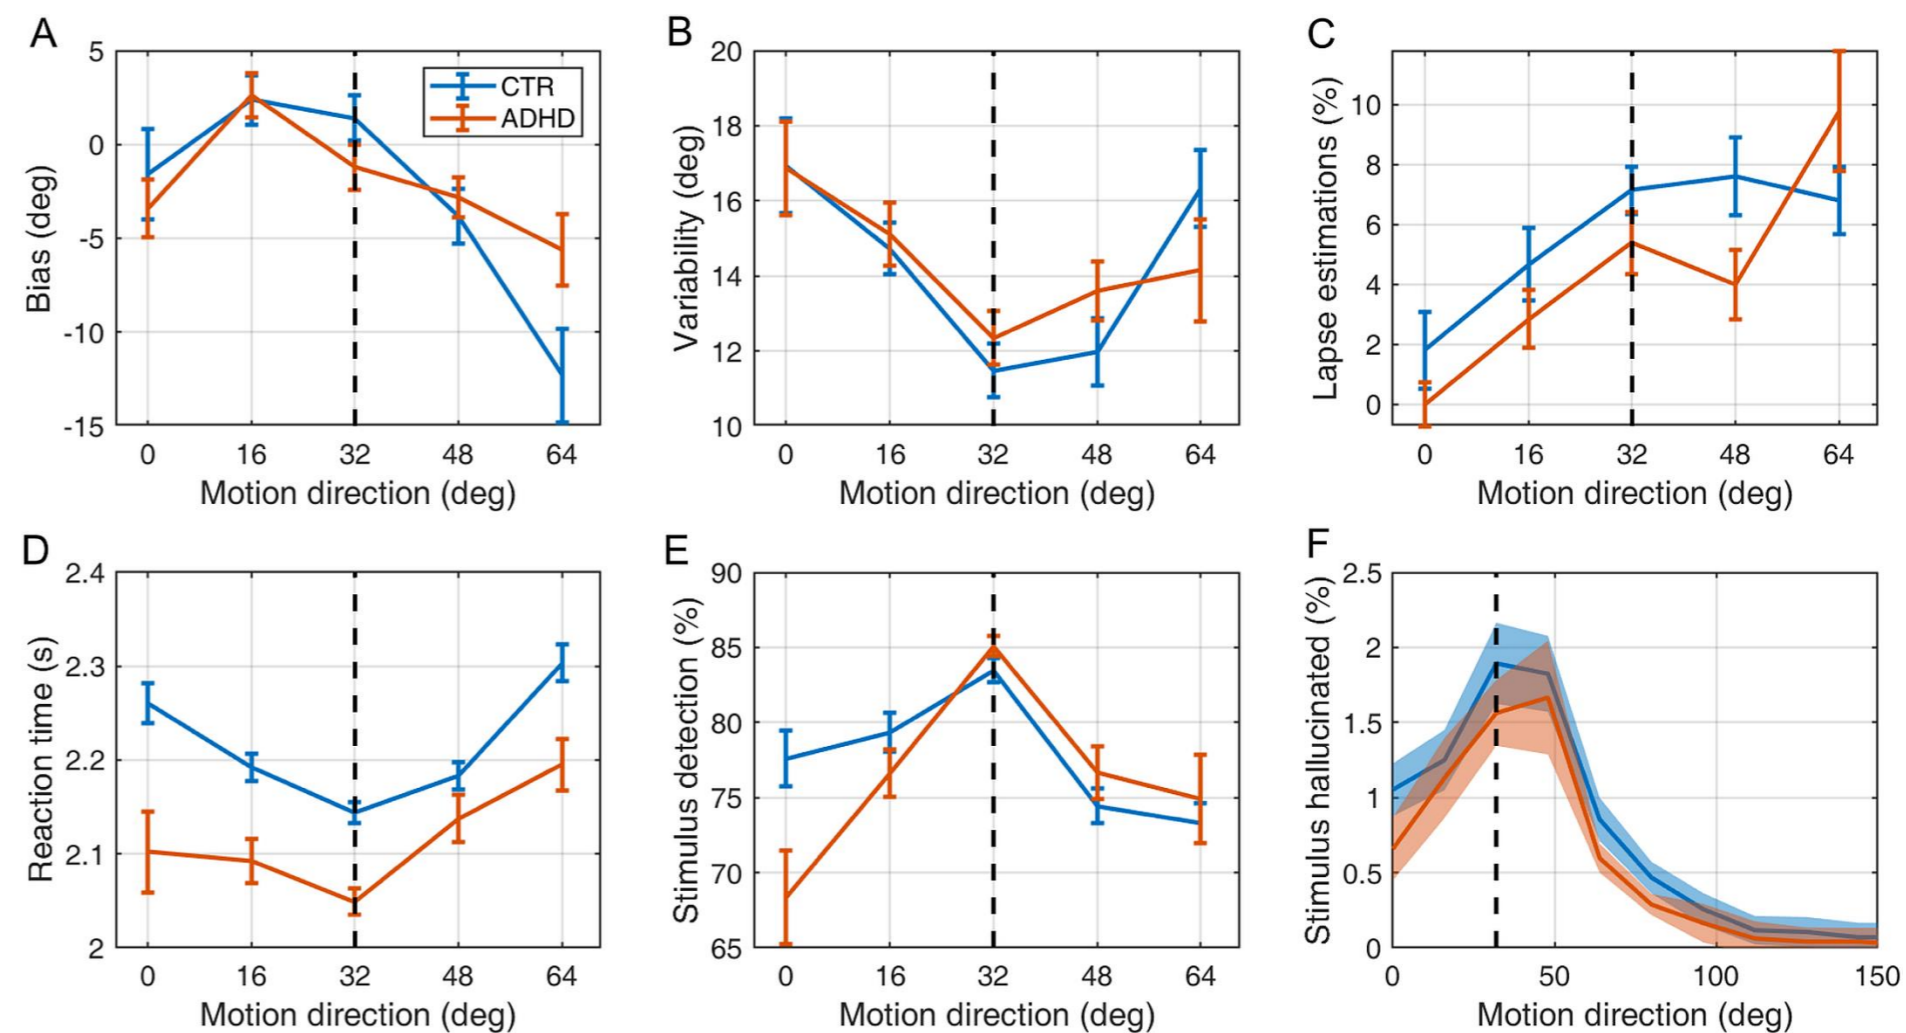 A
Bias (deg)
5
0
-5
-10
-15
CTR
ADHD
0 16 32 48 64
Motion direction (deg)
B
Variability (deg)
20
18
16
14
12
10
0 16 32 48 64
Motion direction (deg)
C
Lapse estimations (%)
10
8
6
4
2
0
0 16 32 48 64
Motion direction (deg)
D
Reaction time (s)
2.4
2.3
2.2
2.1
2
0 16 32 48 64
Motion direction (deg)
E
Stimulus detection (%)
90
85
80
75
70
65
0 16 32 48 64
Motion direction (deg)
F
Stimulus hallucinated (%)
2.5
2
1.5
1
0.5
0
0 50 100 150
Motion direction (deg)